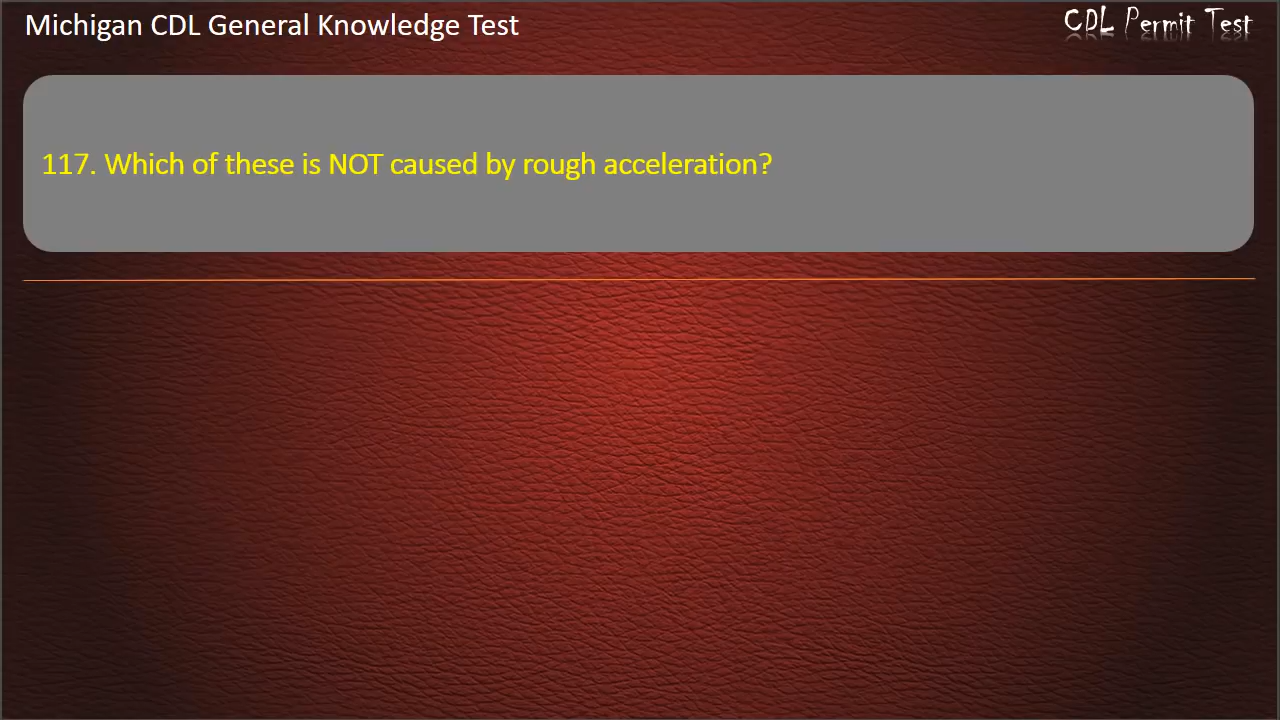 Michigan CDL General Knowledge Test
CDL Permit Test
117. Which of these is NOT caused by rough acceleration?